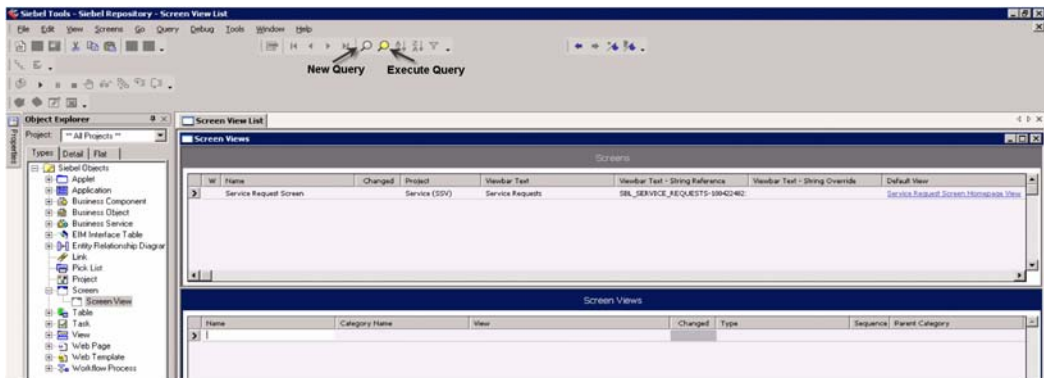 Siebel Tools - Siebel Repository - Screen View List
File Edit View Screens Go Query Debug Tools Window Help
New Query Execute Query
Object Explorer
Screen View List
Properties
Project: ** All Projects **
Screen Views
Types Detail Flat
Screens
Siebel Objects
Applet
Application
Business Component
Business Object
Business Service
EIM Interface Table
Entity Relationship Diagrar
Link
Pick List
Project
Screen
Screen View
Table
Task
View
Web Page
Web Template
Workflow Process
W Name Changed Project Viewbar Text Viewbar Text - String Reference Viewbar Text - String Override Default View
Service Request Screen Service (SSV) Service Requests SBL_SERVICE_REQUESTS- Service Request Screen Homepage View
Screen Views
Name Category Name View Changed Type Sequence Parent Category